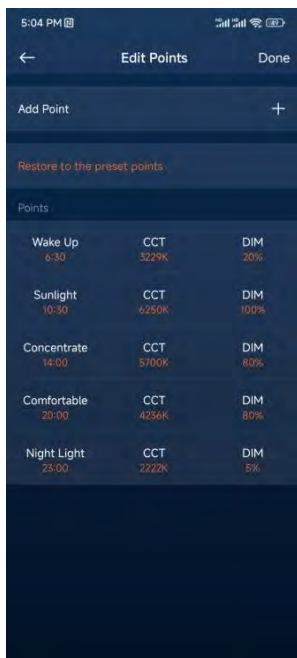 5:04 PM
Edit Points
Done
Add Point
+
Restore to the preset points
Points
Wake Up CCT DIM
6:30 3229K 20%
Sunlight CCT DIM
10:30 6250K 100%
Concentrate CCT DIM
14:00 5700K 80%
Comfortable CCT DIM
20:00 4236K 80%
Night Light CCT DIM
23:00 2222K 5%